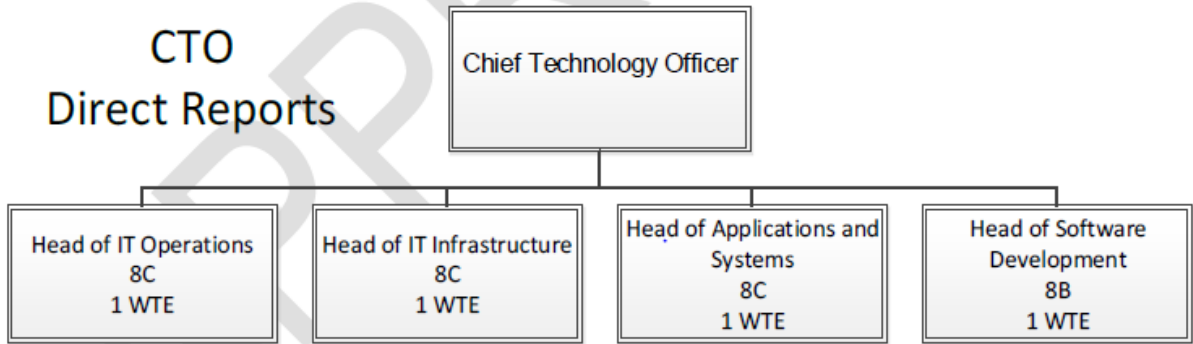 CTO
Direct Reports
Chief Technology Officer
Head of IT Operations
8C
1 WTE
Head of IT Infrastructure
8C
1 WTE
Head of Applications and
Systems
8C
1 WTE
Head of Software
Development
8B
1 WTE